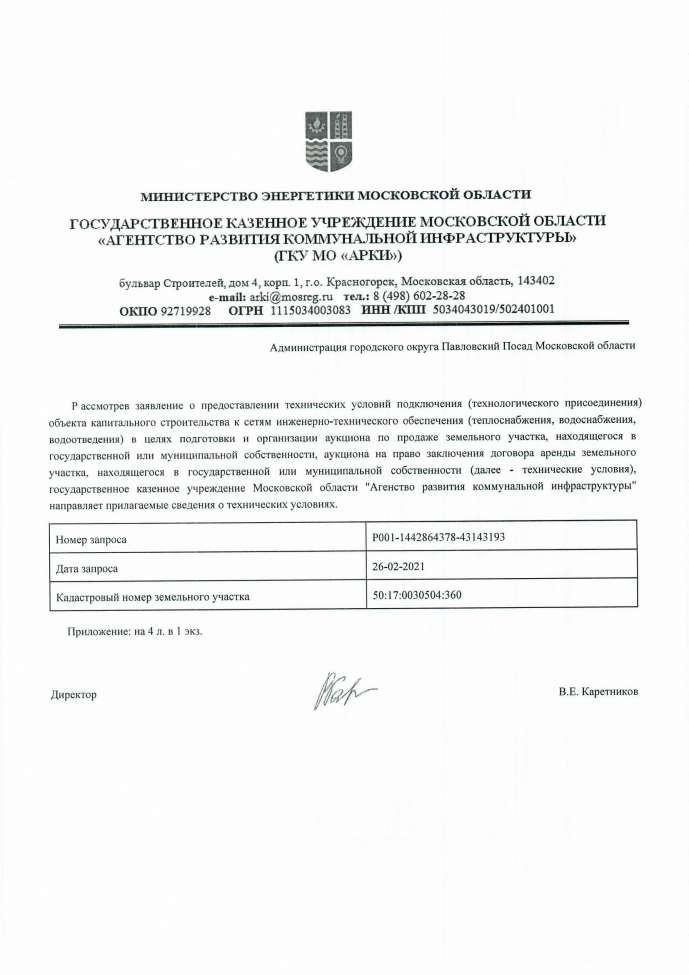 МИНИСТЕРСТВО ЭНЕРГЕТИКИ МОСКОВСКОЙ ОБЛАСТИ
ГОСУДАРСТВЕННОЕ КАЗЕННОЕ УЧРЕЖДЕНИЕ МОСКОВСКОЙ ОБЛАСТИ
«АГЕНТСТВО РАЗВИТИЯ КОММУНАЛЬНОЙ ИНФРАСТРУКТУРЫ»
(ГКУ МО «АРКИ»)
бульвар Строителей, дом 4, корп. 1, г.о. Красногорск, Московская область, 143402
e-mail: arki@mosreg.ru тел.: 8 (498) 602-28-28
ОКПО 92719928 ОГРН 1115034003083 ИНН /КПП 5034043019/502401001
Администрация городского округа Павловский Посад Московской области
Р ассмотрев заявление о предоставлении технических условий подключения (технологического присоединения)
объекта капитального строительства к сетям инженерно-технического обеспечения (теплоснабжения, водоснабжения,
водоотведения) в целях подготовки и организации аукциона по продаже земельного участка, находящегося в
государственной или муниципальной собственности, аукциона на право заключения договора аренды земельного
участка, находящегося в государственной или муниципальной собственности (далее - технические условия),
государственное казенное учреждение Московской области "Агенство развития коммунальной инфраструктуры"
направляет прилагаемые сведения о технических условиях.
Номер запроса P001-1442864378-43143193
Дата запроса 26-02-2021
Кадастровый номер земельного участка 50:17:0030504:360
Приложение: на 4 л. в 1 экз.
Директор В.Е. Каретников